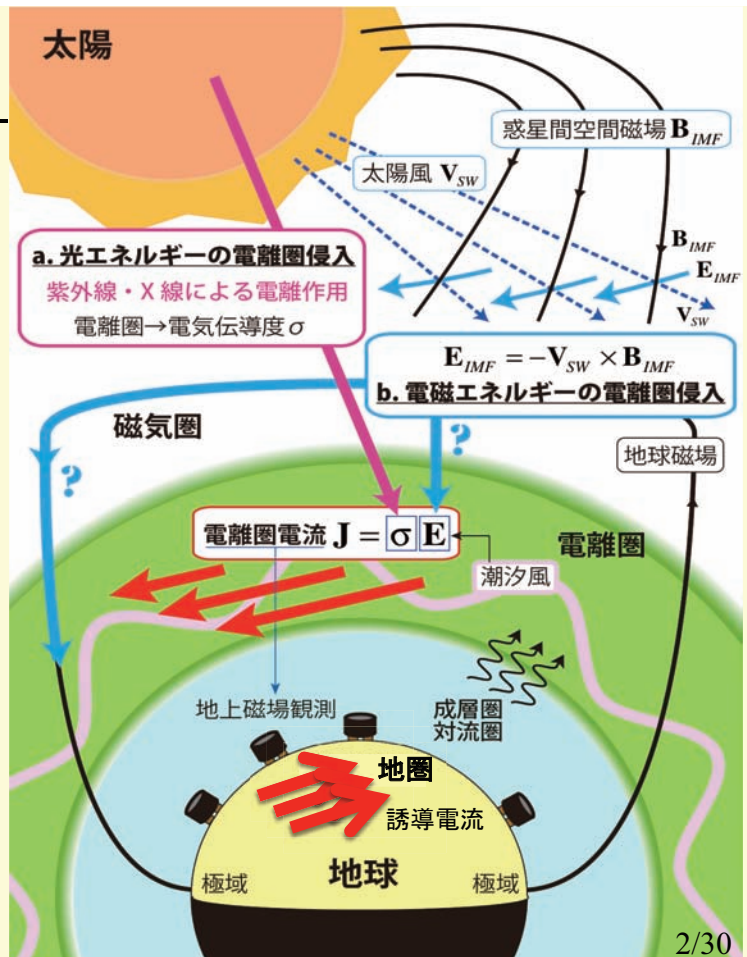 太陽
惑星間空間磁場 B_IMF
太陽風 V_SW
B_IMF
E_IMF
V_SW
a. 光エネルギーの電離圏侵入
紫外線・X 線による電離作用
電離圏→電気伝導度 σ
E_IMF = −V_SW × B_IMF
b. 電磁エネルギーの電離圏侵入
磁気圏
?
?
地球磁場
電離圏電流 J = σ E
電離圏
潮汐風
地上磁場観測
成層圏
対流圏
地圏
誘導電流
極域
地球
極域
2/30